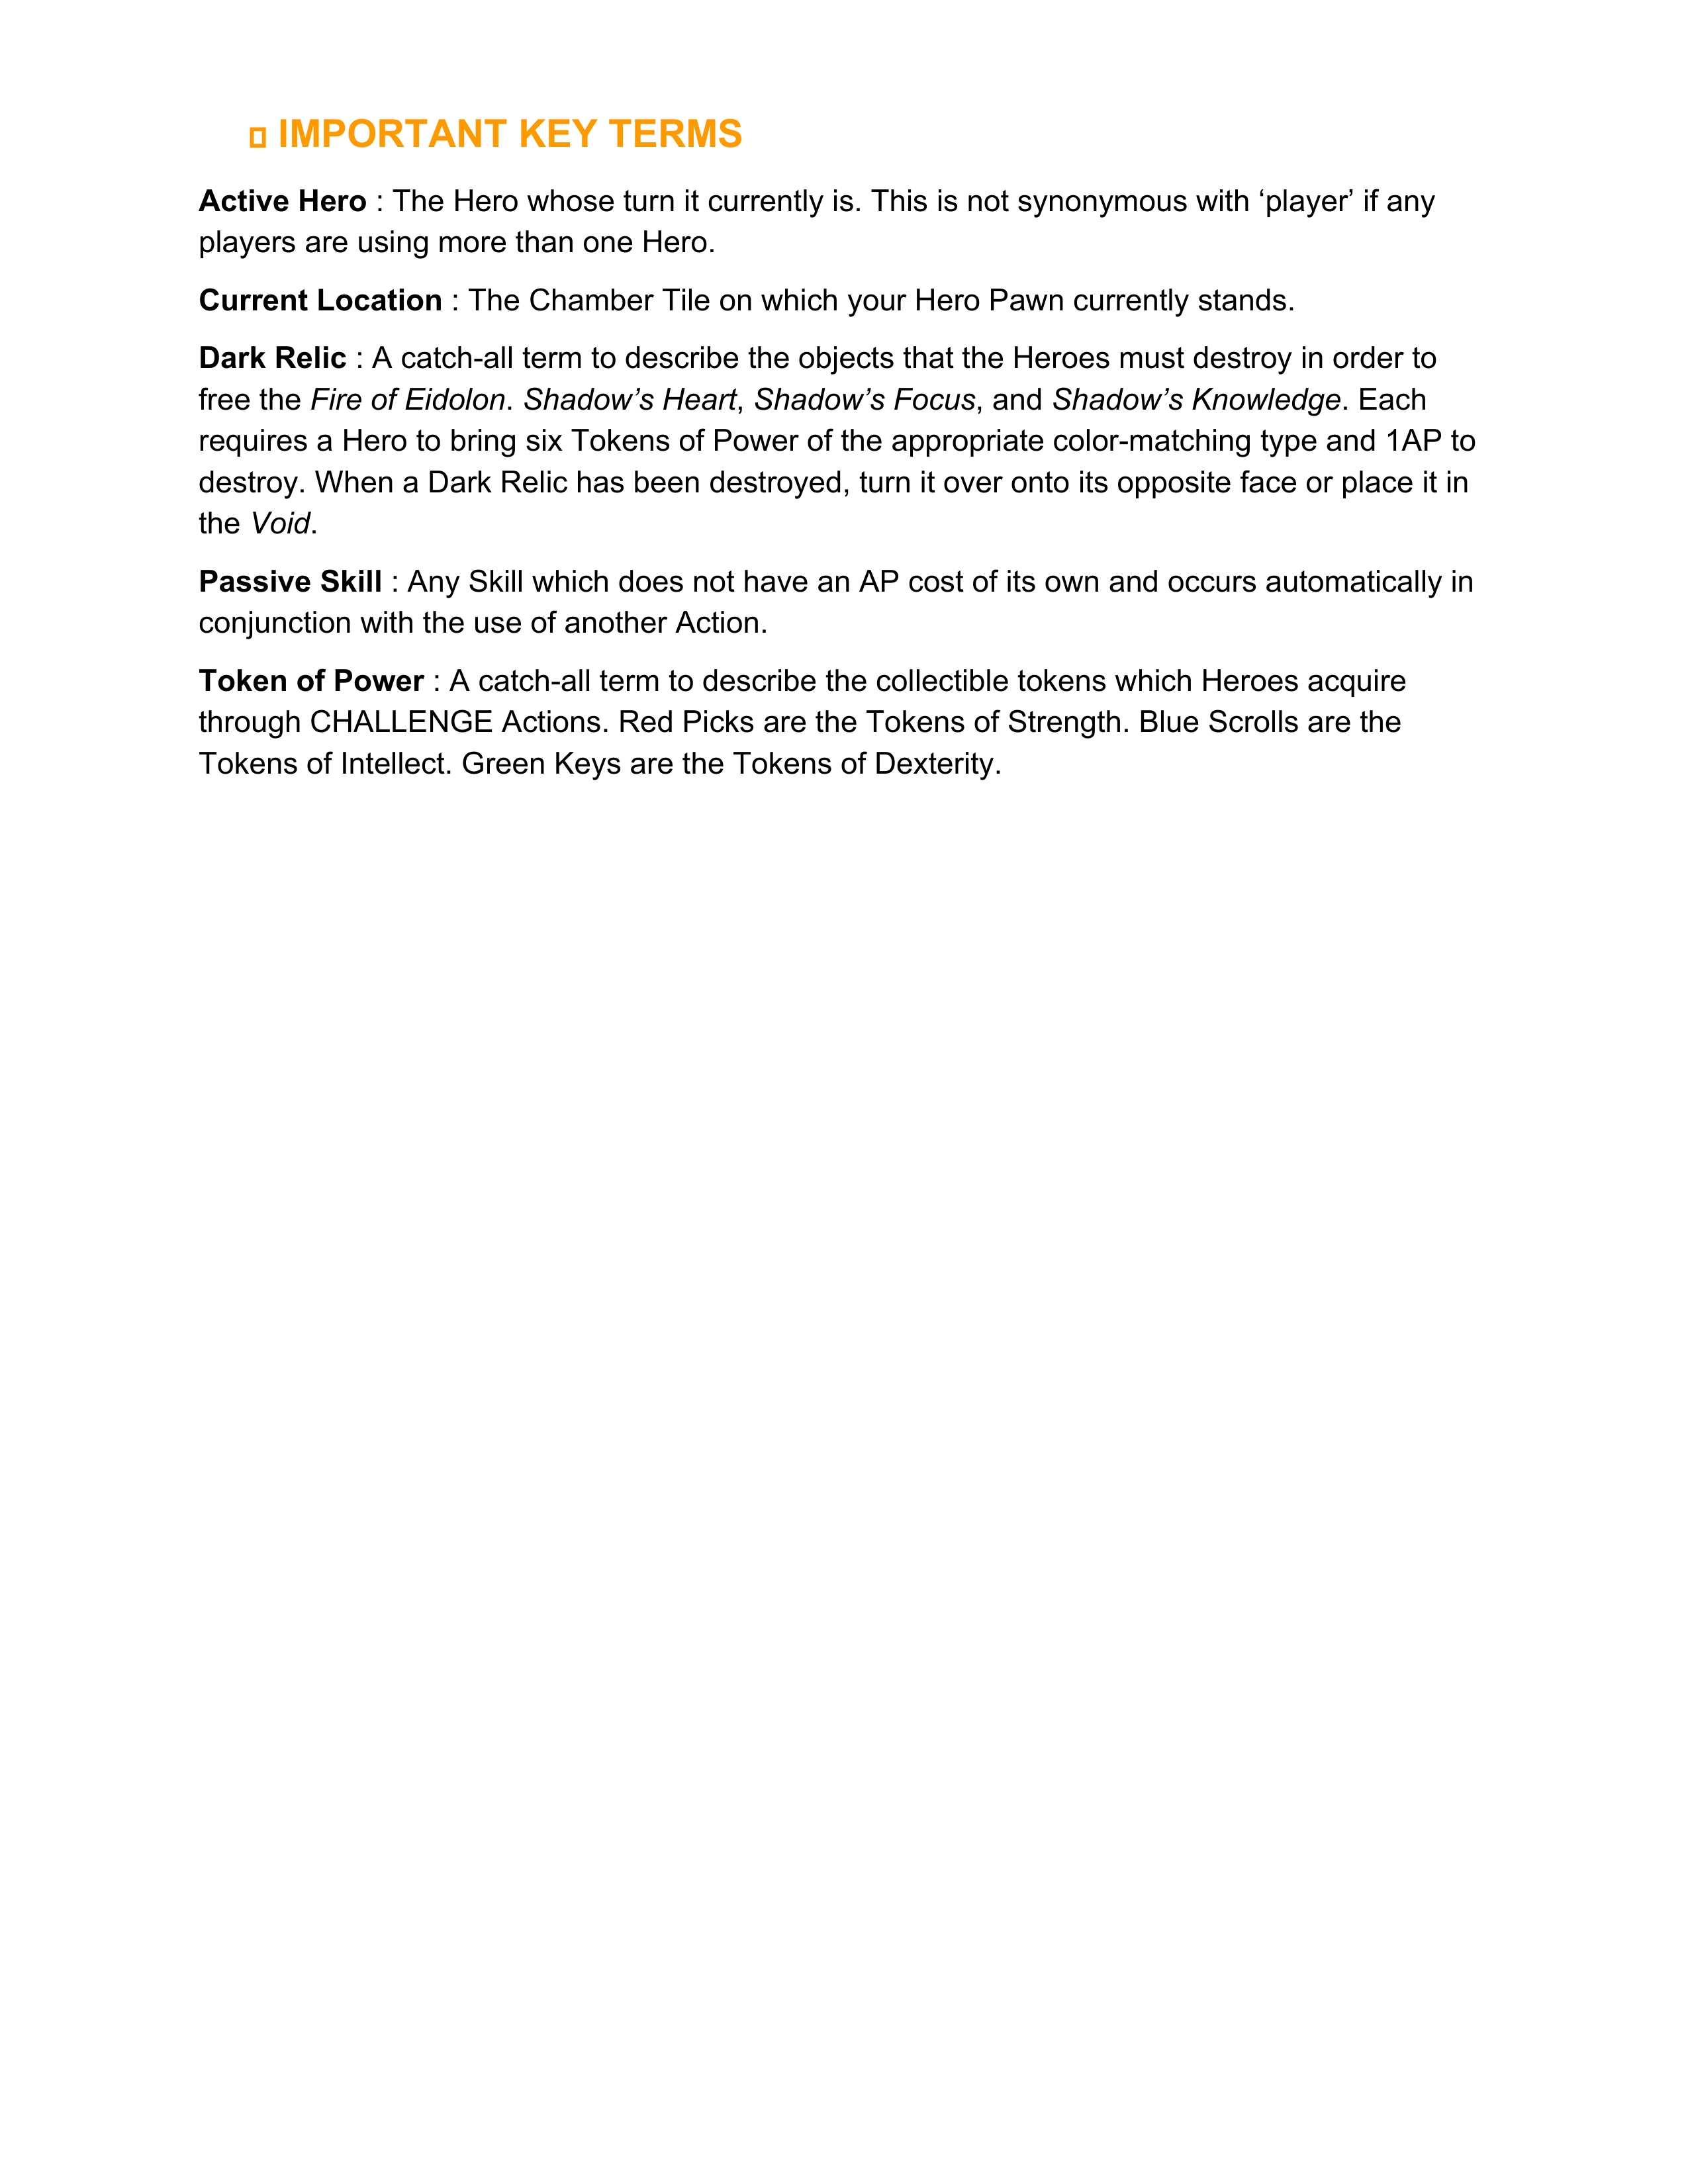 IMPORTANT KEY TERMS
Active Hero : The Hero whose turn it currently is. This is not synonymous with ‘player’ if any
players are using more than one Hero.
Current Location : The Chamber Tile on which your Hero Pawn currently stands.
Dark Relic : A catch-all term to describe the objects that the Heroes must destroy in order to
free the Fire of Eidolon. Shadow’s Heart, Shadow’s Focus, and Shadow’s Knowledge. Each
requires a Hero to bring six Tokens of Power of the appropriate color-matching type and 1AP to
destroy. When a Dark Relic has been destroyed, turn it over onto its opposite face or place it in
the Void.
Passive Skill : Any Skill which does not have an AP cost of its own and occurs automatically in
conjunction with the use of another Action.
Token of Power : A catch-all term to describe the collectible tokens which Heroes acquire
through CHALLENGE Actions. Red Picks are the Tokens of Strength. Blue Scrolls are the
Tokens of Intellect. Green Keys are the Tokens of Dexterity.